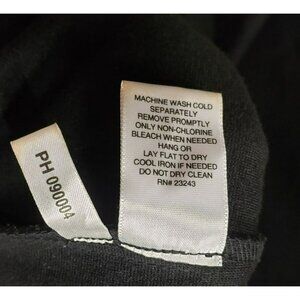 MACHINE WASH COLD
SEPARATELY
REMOVE PROMPTLY
ONLY NON-CHLORINE
BLEACH WHEN NEEDED
HANG OR
LAY FLAT TO DRY
COOL IRON IF NEEDED
DO NOT DRY CLEAN
RN# 23243
PH 090004